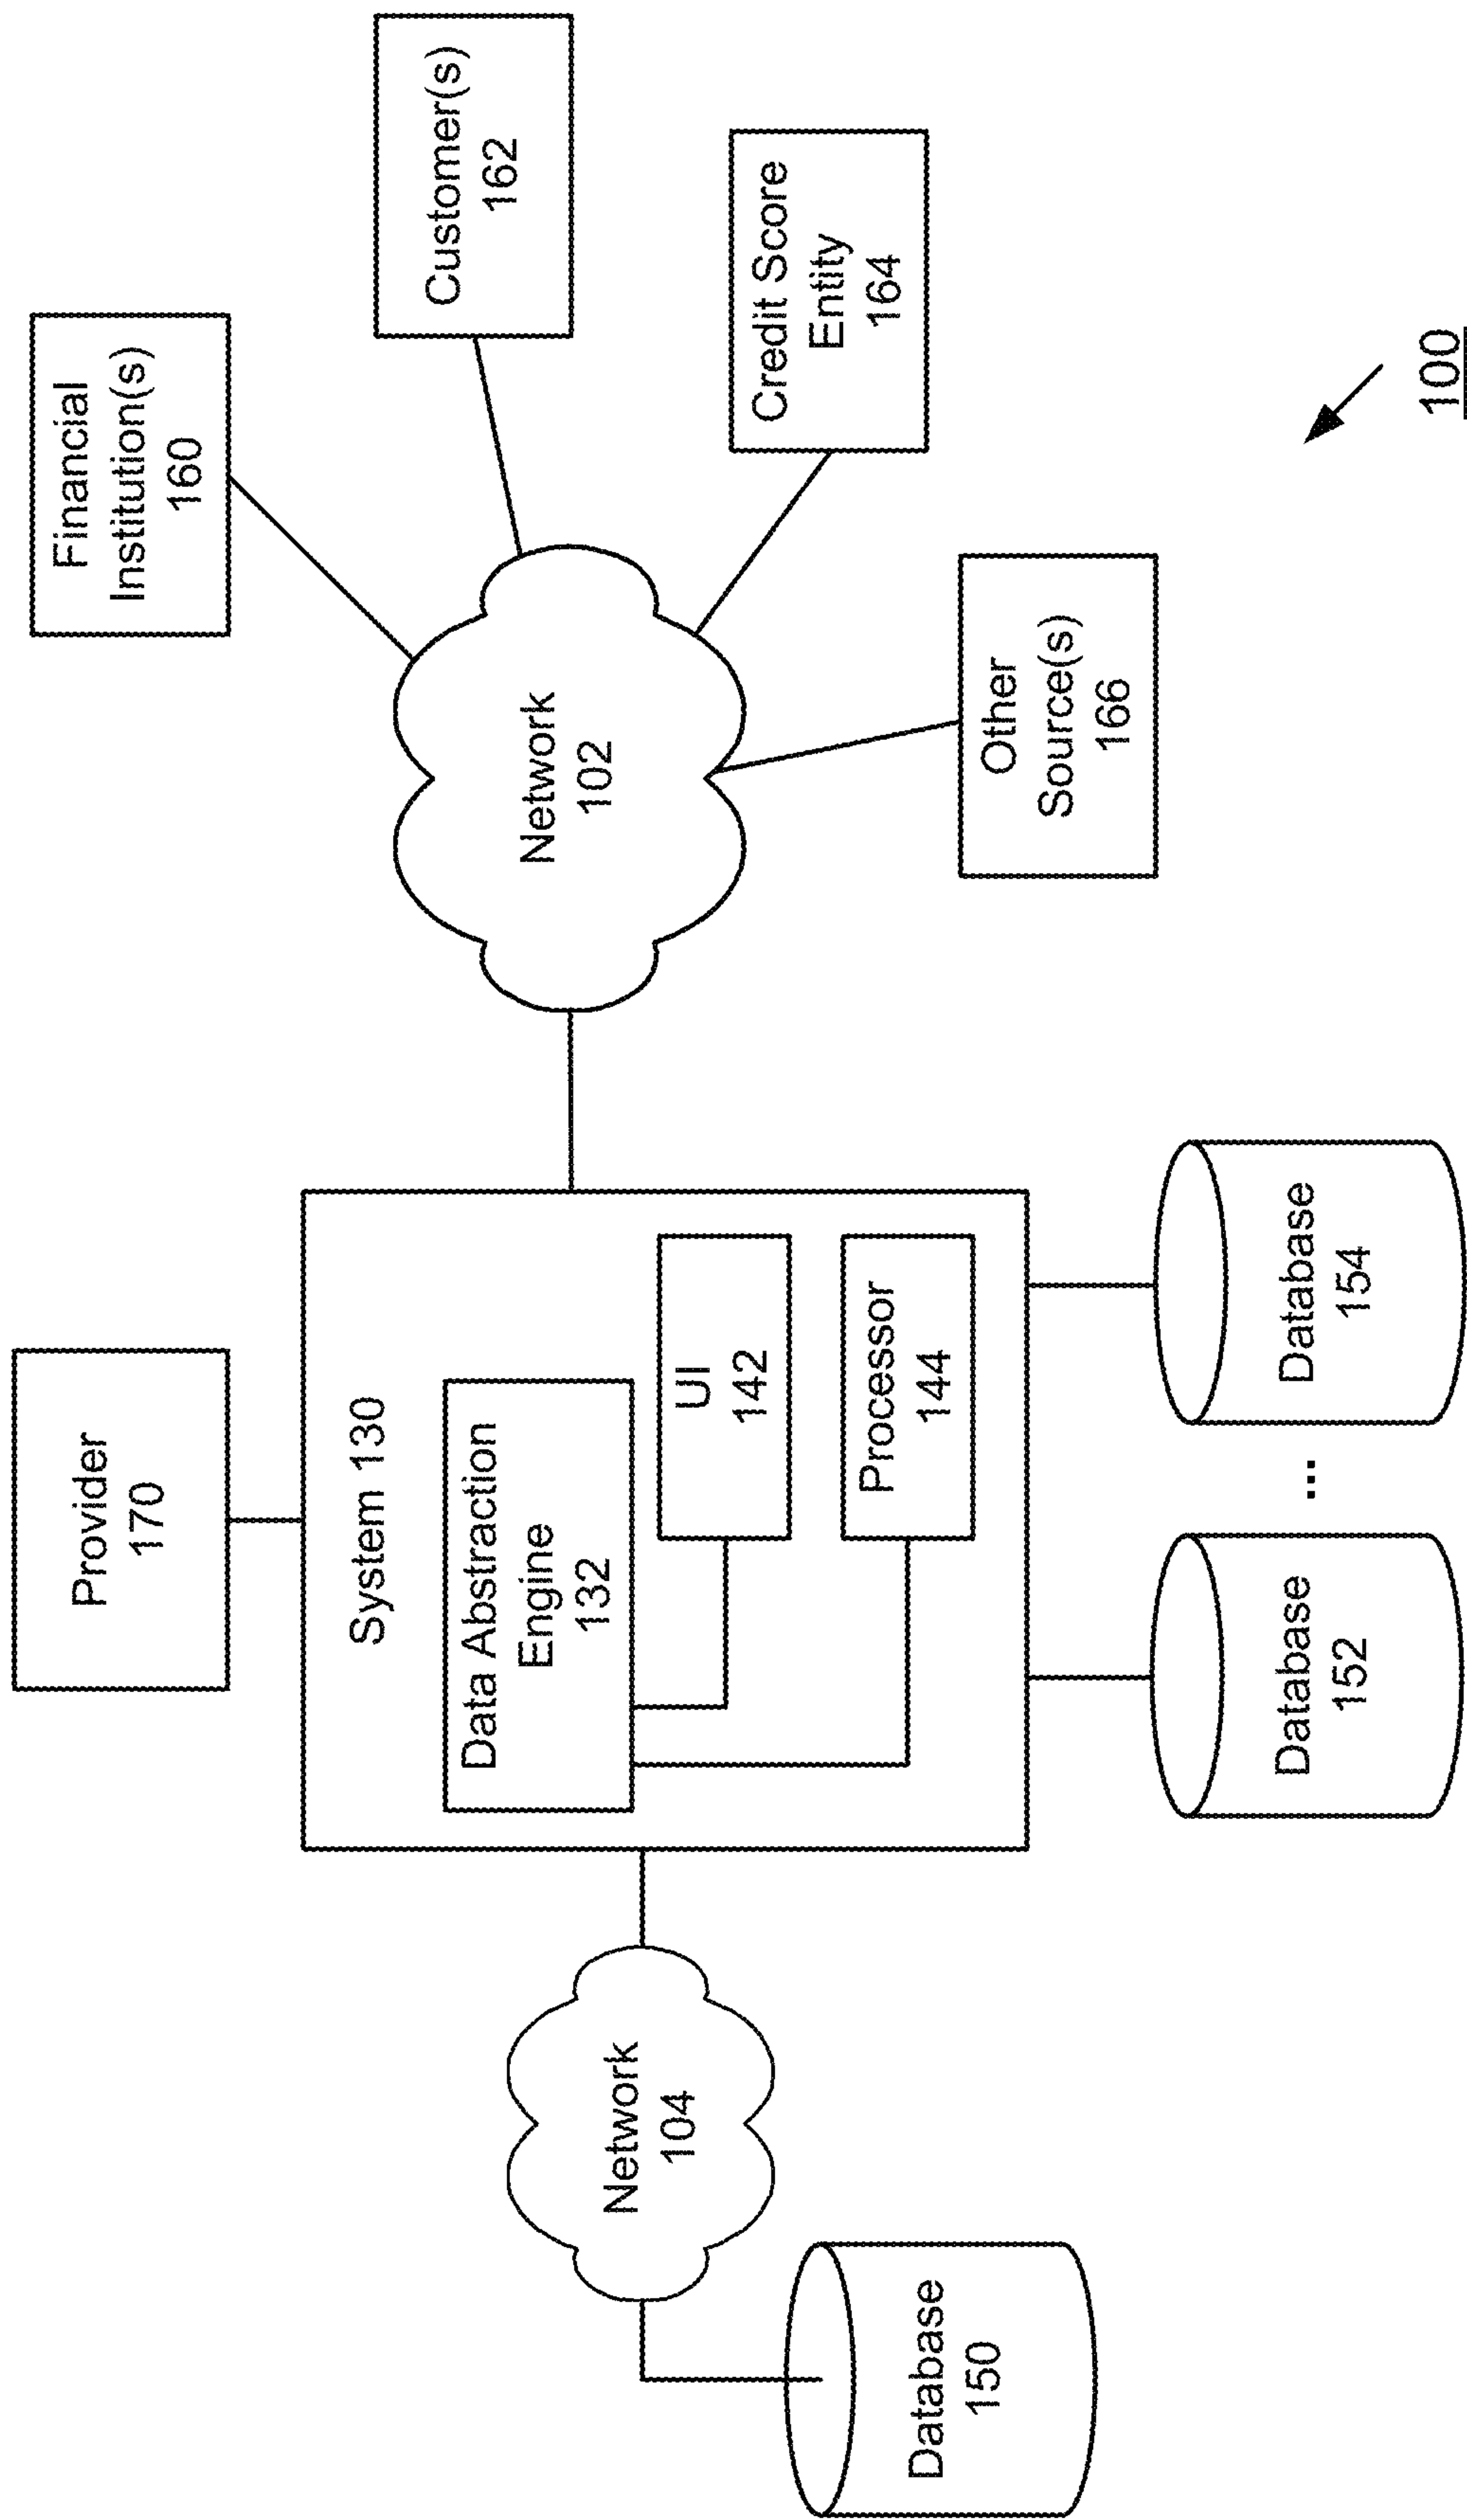 Provider
170
Financial
Institution(s)
160
System 130
Customer(s)
162
Data Abstraction
Engine
132
UI
142
Processor
144
Network
102
Credit Score
Entity
164
Network
104
Other
Source(s)
166
Database
150
Database
152
...
Database
154
100